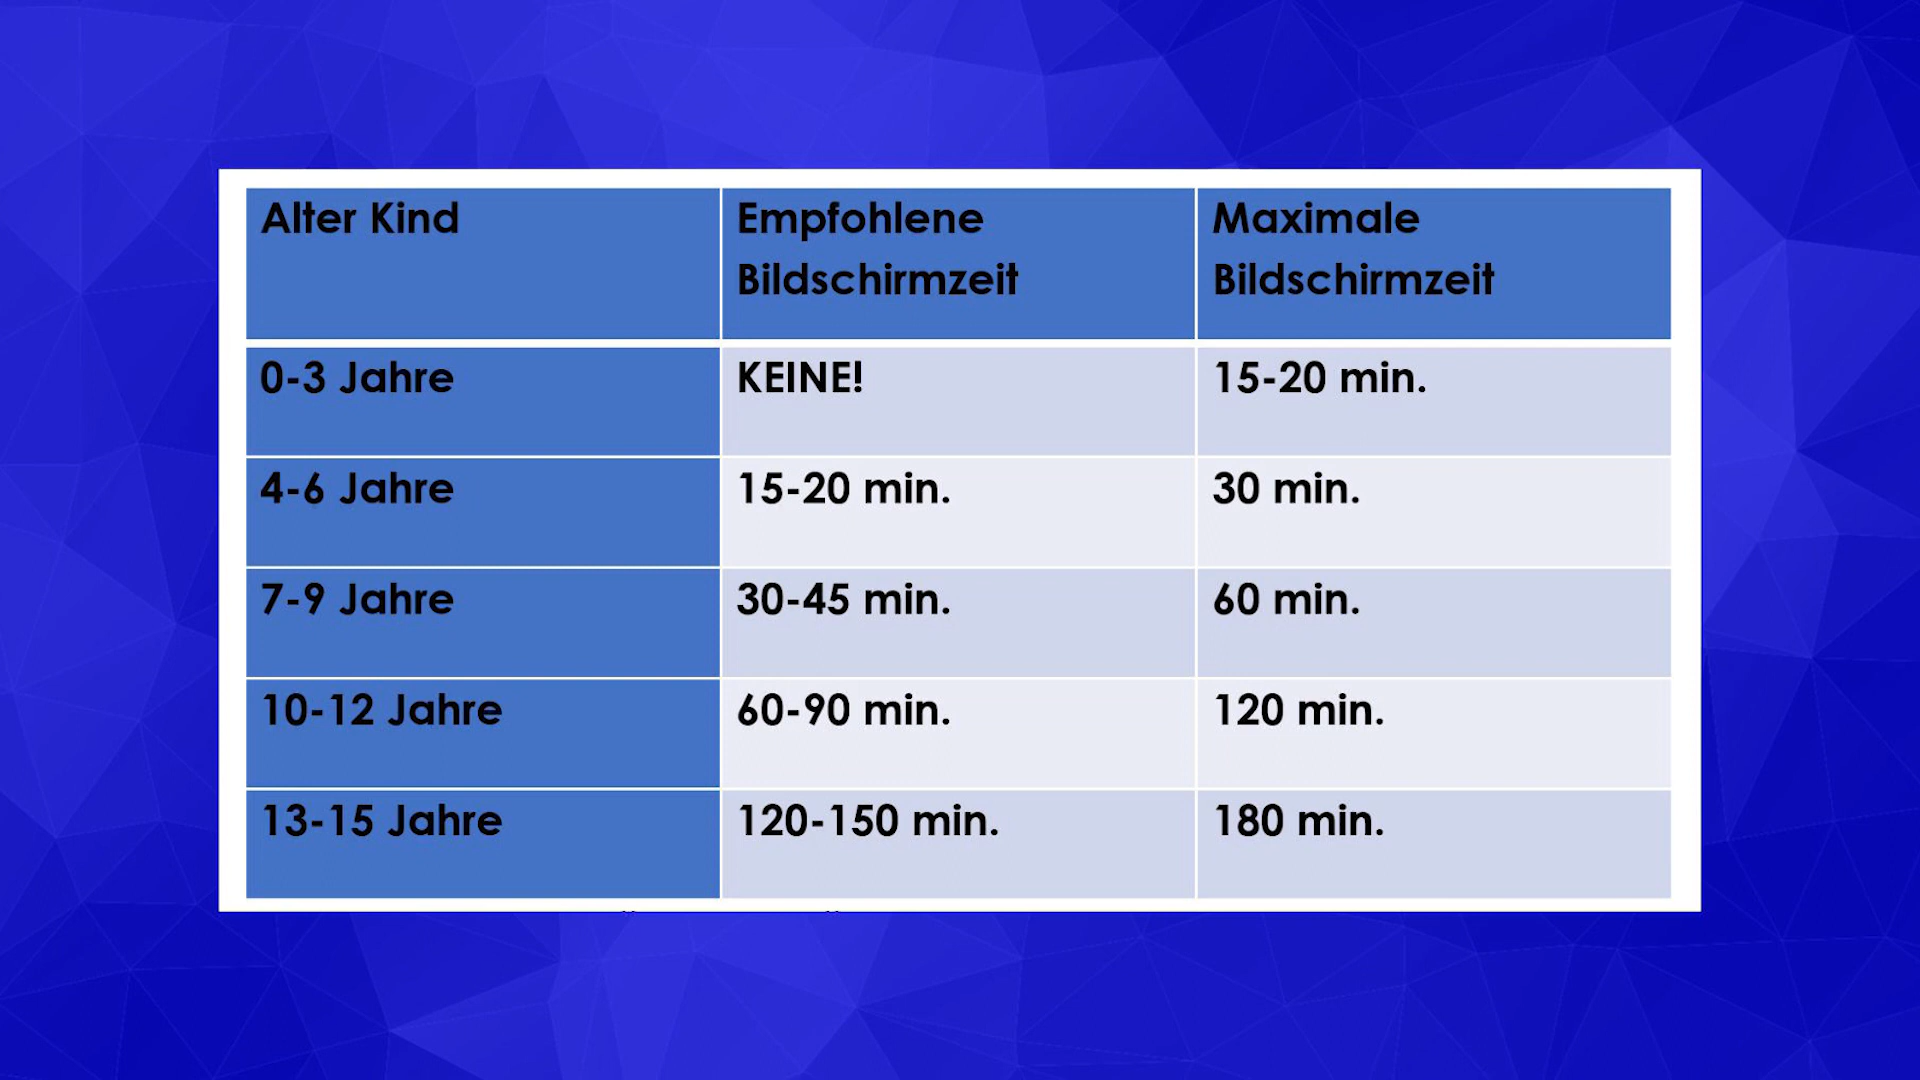 Alter Kind
Empfohlene
Bildschirmzeit
Maximale
Bildschirmzeit
0-3 Jahre
KEINE!
15-20 min.
4-6 Jahre
15-20 min.
30 min.
7-9 Jahre
30-45 min.
60 min.
10-12 Jahre
60-90 min.
120 min.
13-15 Jahre
120-150 min.
180 min.